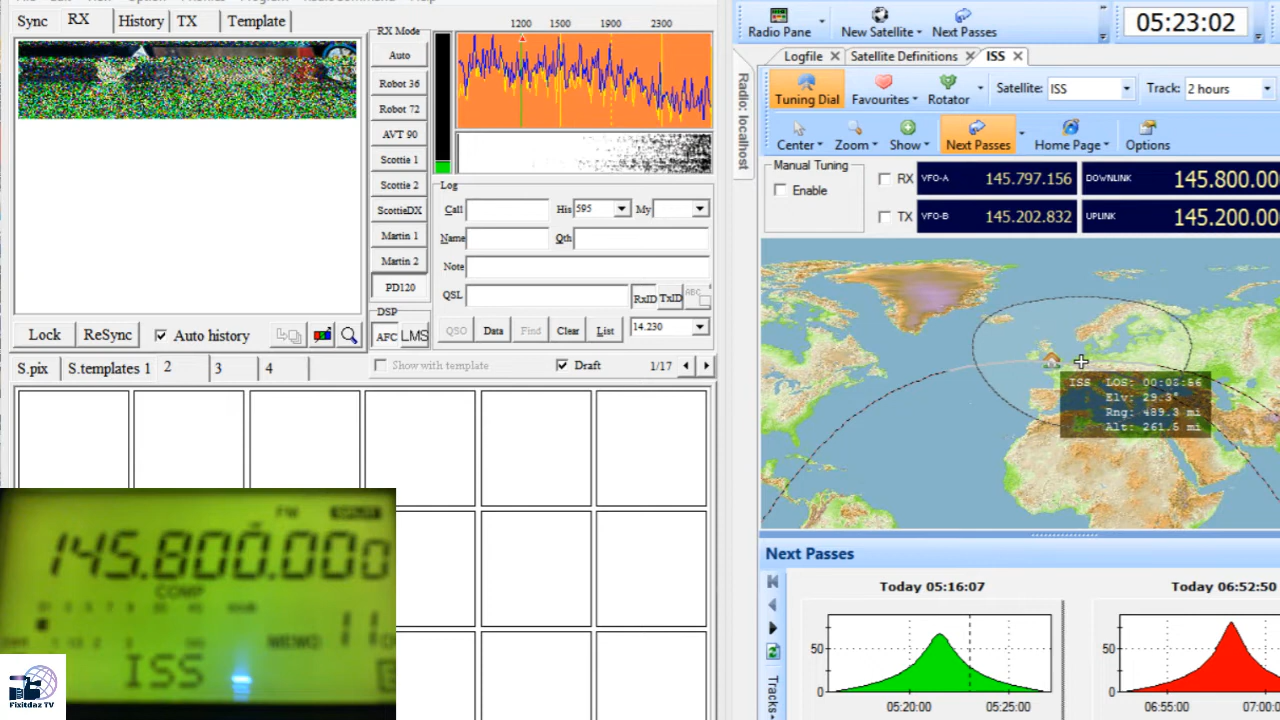 Sync RX History TX Template
RX Mode
Auto
Robot 36
Robot 72
AVT 90
Scottie 1
Scottie 2
ScottieDX
Martin 1
Martin 2
PD120
DSP
AFC LMS
1200 1500 1900 2300
Log
Call His 595 My
Name Qth
Note
QSL RxID TxID ABC
QSO Data Find Clear List 14.230
Lock ReSync Auto history
S.pix S.templates 1 2 3 4
Show with template Draft 1/17
145.800.000
FM
COMP
MEMO 11
ISS
Fixitdaz TV
Radio Pane New Satellite Next Passes 05:23:02
Logfile Satellite Definitions ISS
Radio: localhost
Tuning Dial Favourites Rotator Satellite: ISS Track: 2 hours
Center Zoom Show Next Passes Home Page Options
Manual Tuning
Enable
RX VFO-A 145.797.156 DOWNLINK 145.800.00
TX VFO-B 145.202.832 UPLINK 145.200.00
ISS LOS: 00:03:56
Elv: 29.3°
Rng: 489.3 mi
Alt: 261.6 mi
Next Passes
Today 05:16:07 Today 06:52:50
50 50
0 0
05:20:00 05:25:00 06:55:00 07:00:0
Tracks: